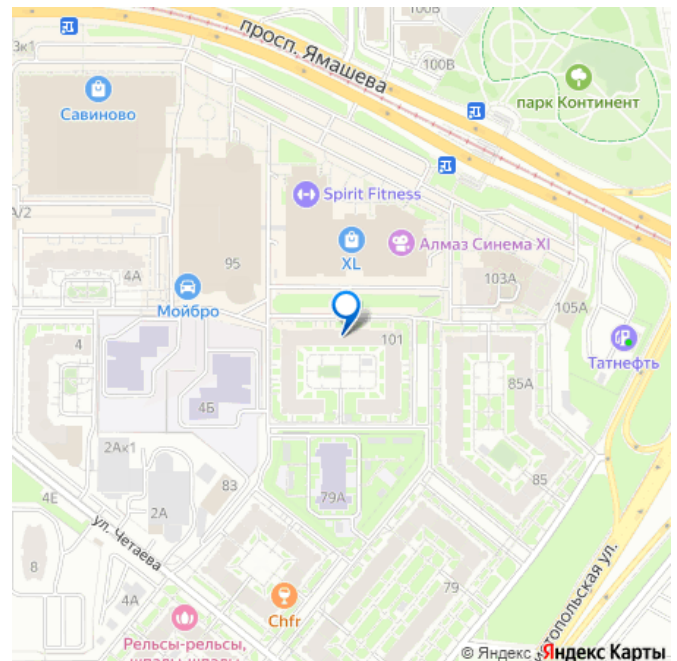 100В
3к1
просп. Ямашева
100В
парк Континент
Савиново
Spirit Fitness
А/2
95
XL
Алмаз Синема XI
4А
103А
Мойбро
105А
4
101
Татнефть
85А
4Б
2Ак1
83
79А
85
4Е
2А
ул. Четаева
8
79
4А
Chfr
Рельсы-рельсы,
© Яндекс Яндекс Карты